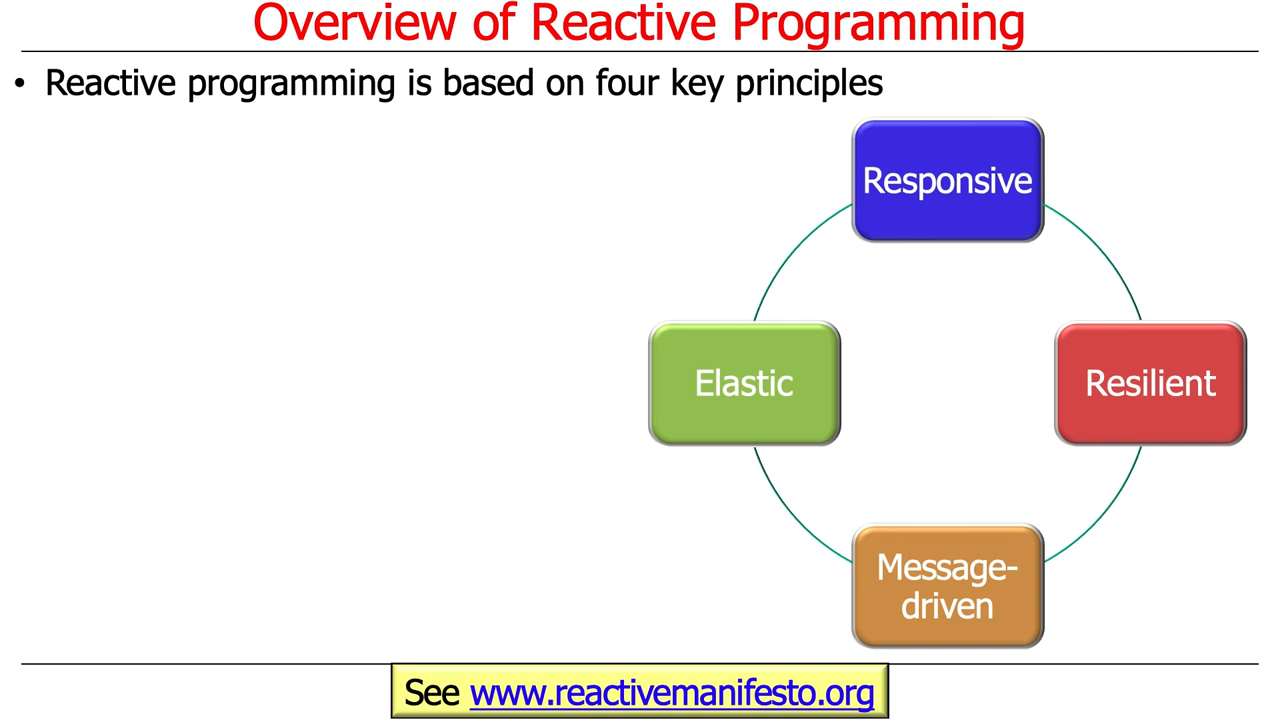 Overview of Reactive Programming
• Reactive programming is based on four key principles
Responsive
Elastic
Resilient
Message-
driven
See www.reactivemanifesto.org